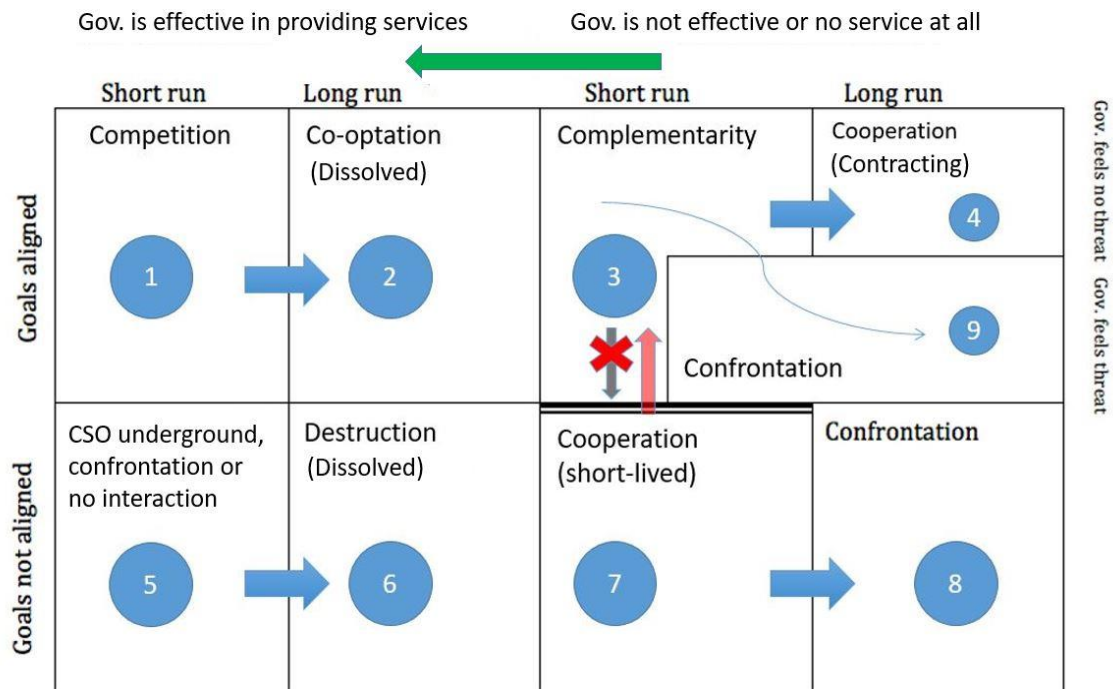 Gov. is effective in providing services
Gov. is not effective or no service at all
Short run
Long run
Short run
Long run
Goals aligned
Competition
1
Co-optation
(Dissolved)
2
Complementarity
3
Cooperation
(Contracting)
4
Gov. feels no threat
Gov. feels threat
9
Confrontation
Goals not aligned
CSO underground,
confrontation or
no interaction
5
Destruction
(Dissolved)
6
Cooperation
(short-lived)
7
Confrontation
8